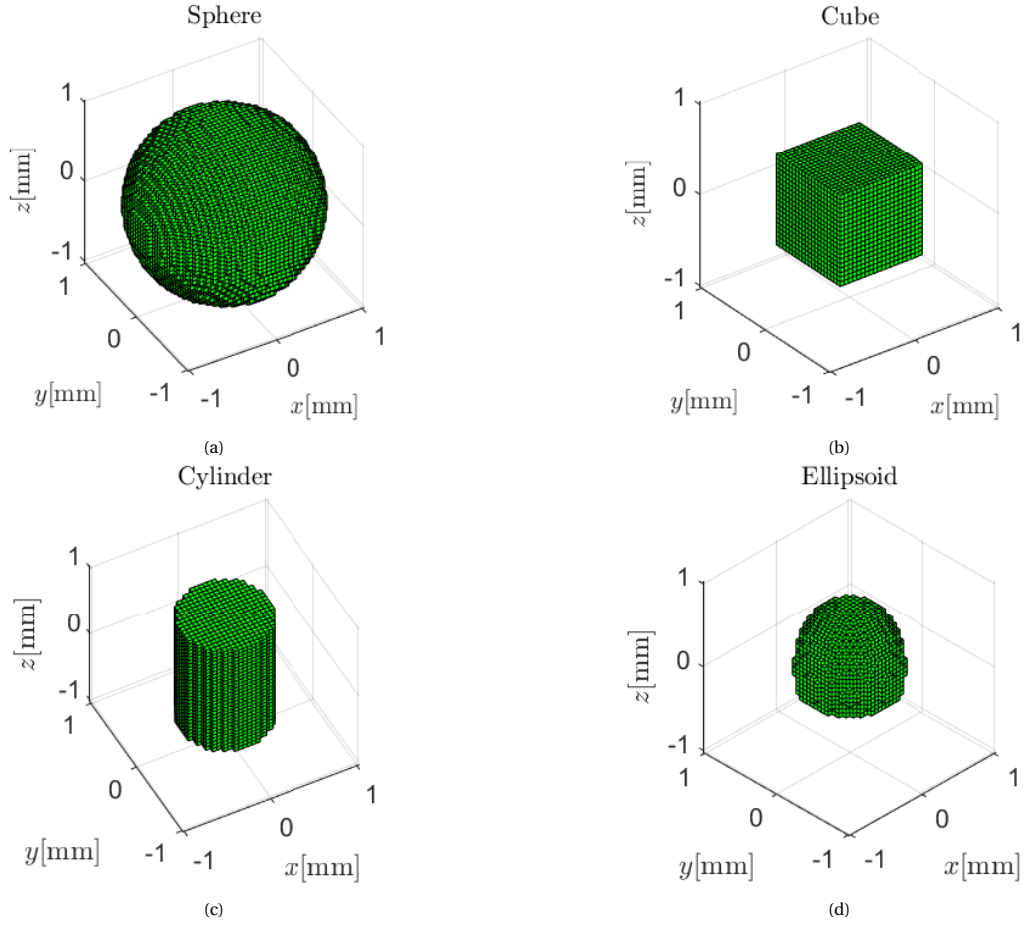 Sphere
1
0
-1
z[mm]
1
0
-1
y[mm]
-1
0
1
x[mm]
(a)
Cube
1
0
-1
z[mm]
1
0
-1
y[mm]
-1
0
1
x[mm]
(b)
Cylinder
1
0
-1
z[mm]
1
0
-1
y[mm]
-1
0
1
x[mm]
(c)
Ellipsoid
1
0
-1
z[mm]
1
0
-1
y[mm]
-1
0
1
x[mm]
(d)